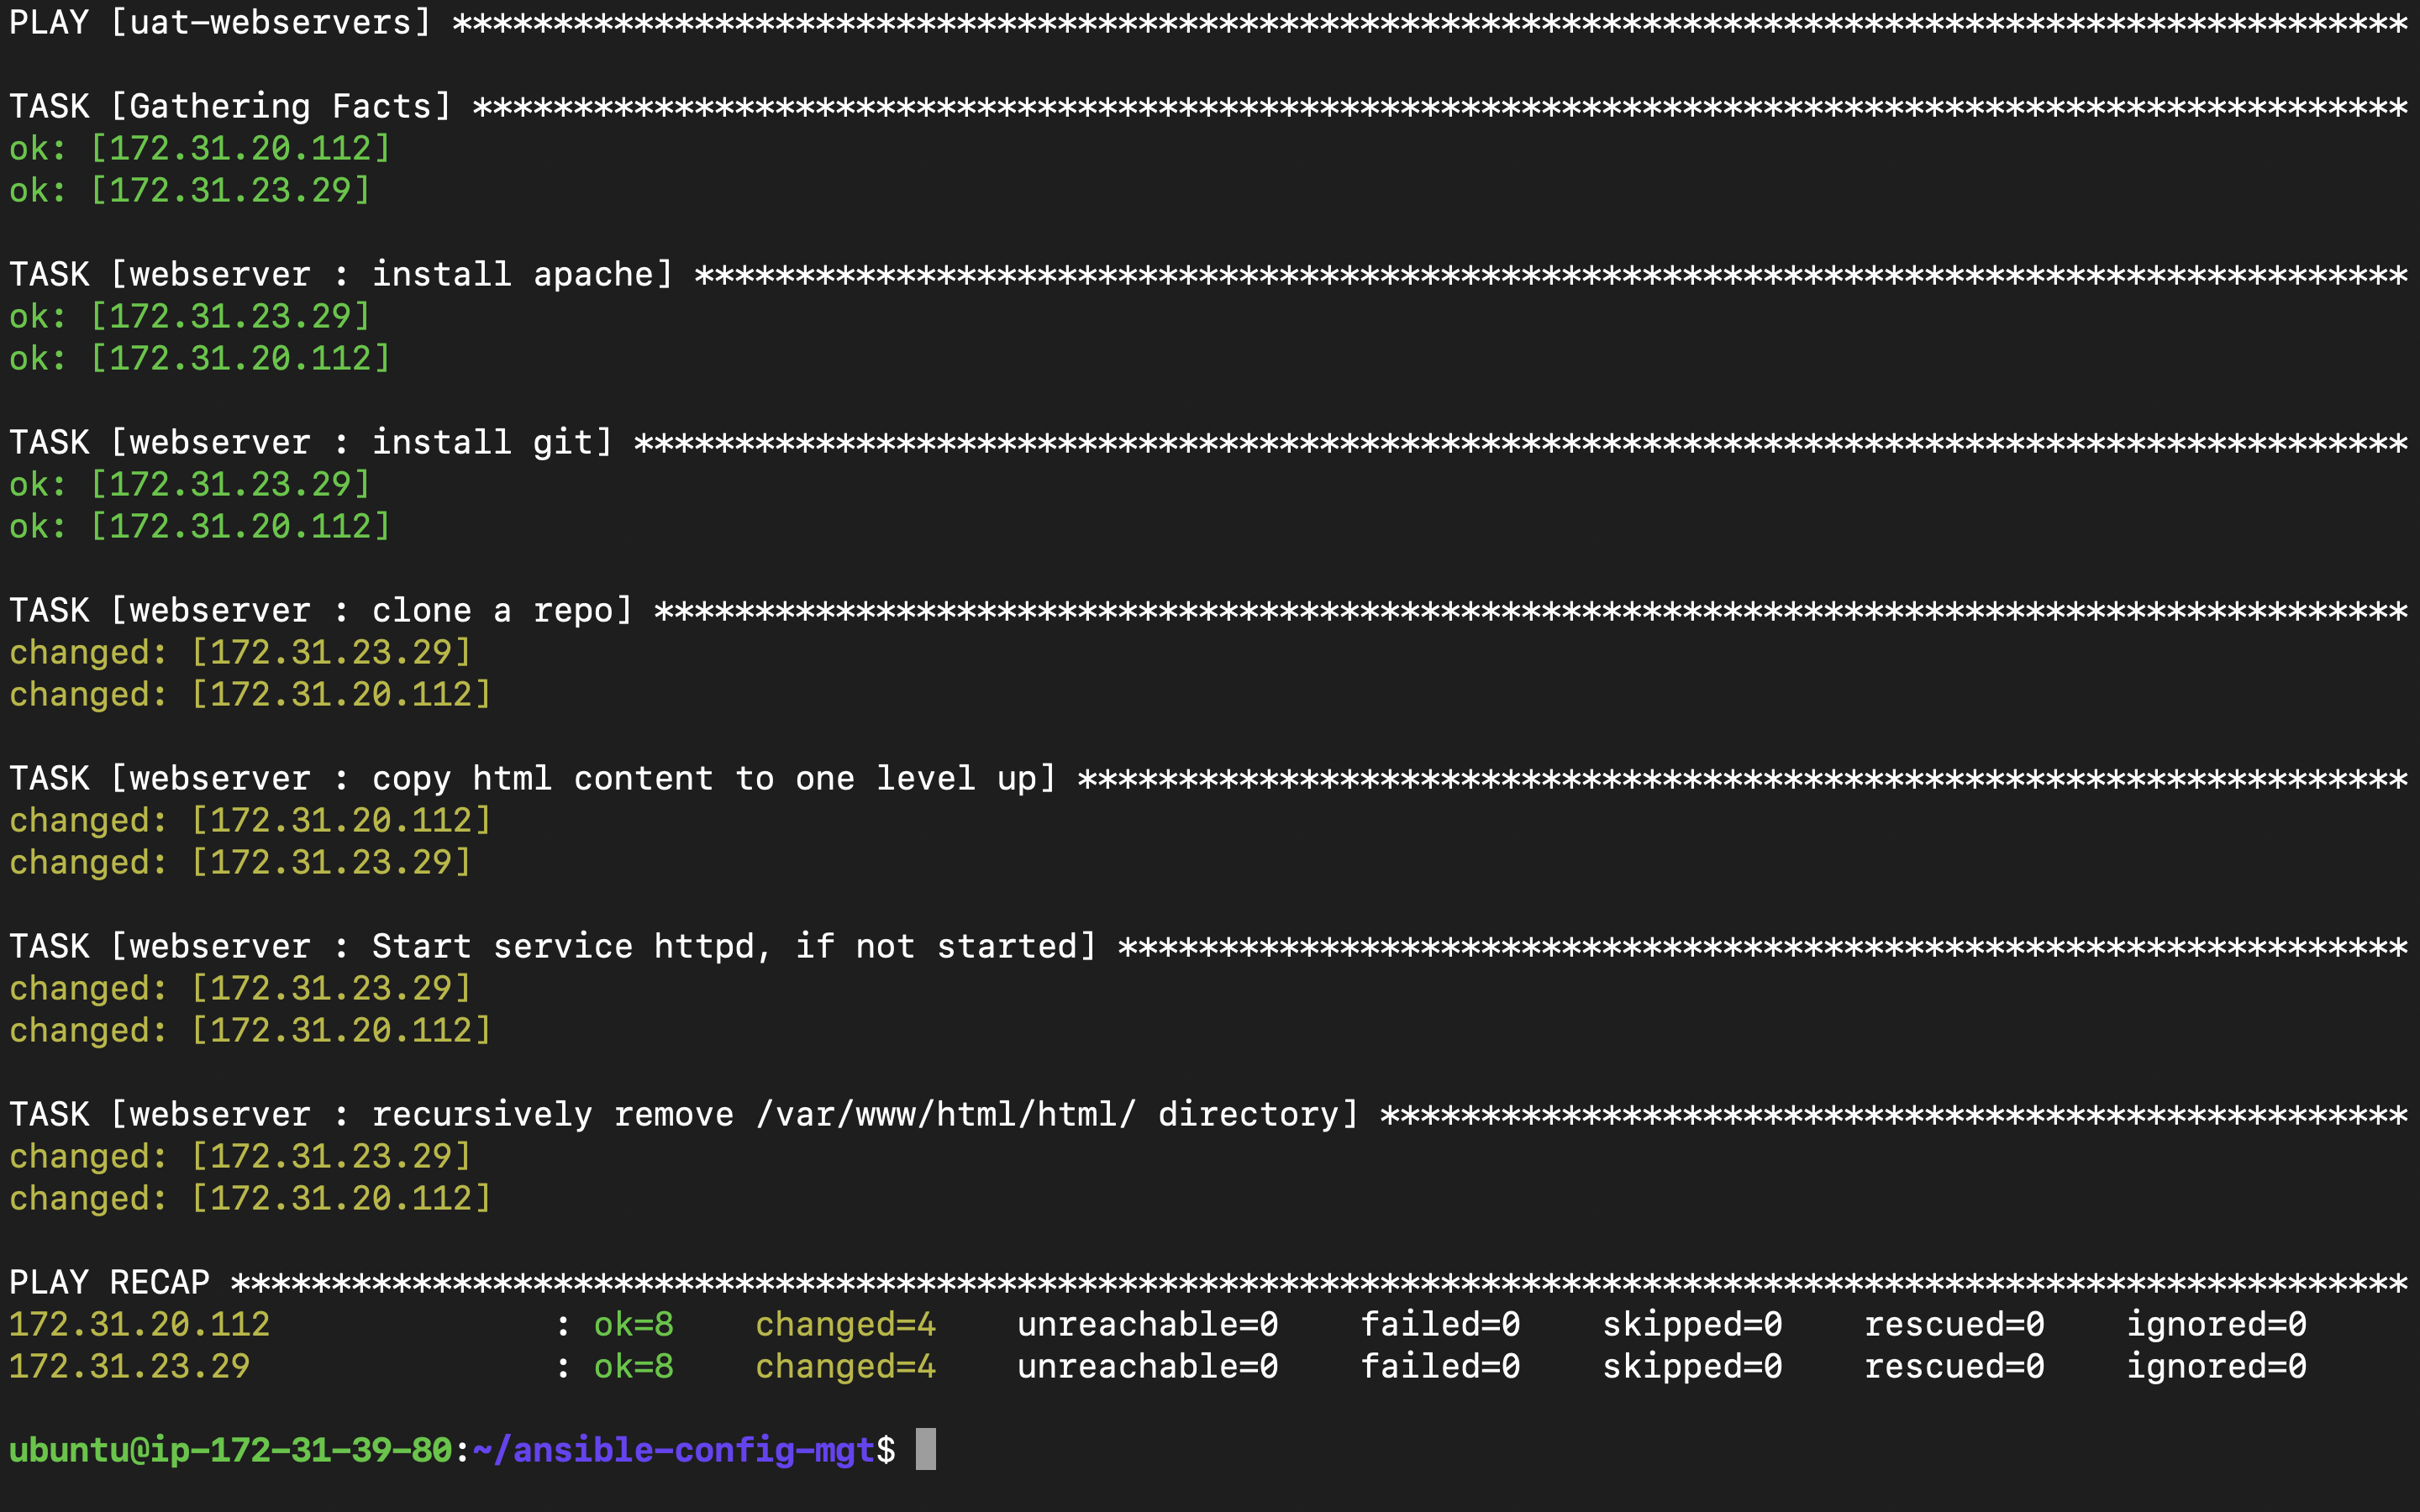 PLAY [uat-webservers] *************************************************************************************************
TASK [Gathering Facts] ************************************************************************************************
ok: [172.31.20.112]
ok: [172.31.23.29]
TASK [webserver : install apache] *************************************************************************************
ok: [172.31.23.29]
ok: [172.31.20.112]
TASK [webserver : install git] ****************************************************************************************
ok: [172.31.23.29]
ok: [172.31.20.112]
TASK [webserver : clone a repo] ***************************************************************************************
changed: [172.31.23.29]
changed: [172.31.20.112]
TASK [webserver : copy html content to one level up] ******************************************************************
changed: [172.31.20.112]
changed: [172.31.23.29]
TASK [webserver : Start service httpd, if not started] ****************************************************************
changed: [172.31.23.29]
changed: [172.31.20.112]
TASK [webserver : recursively remove /var/www/html/html/ directory] ***************************************************
changed: [172.31.23.29]
changed: [172.31.20.112]
PLAY RECAP ************************************************************************************************************
172.31.20.112              : ok=8    changed=4    unreachable=0    failed=0    skipped=0    rescued=0    ignored=0
172.31.23.29               : ok=8    changed=4    unreachable=0    failed=0    skipped=0    rescued=0    ignored=0
ubuntu@ip-172-31-39-80:~/ansible-config-mgt$